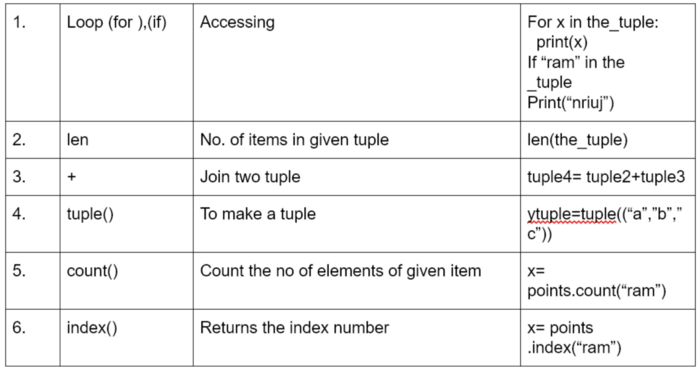 1. Loop (for ),(if) Accessing For x in the_tuple:
print(x)
If “ram” in the
_tuple
Print(“nriuj”)
2. len No. of items in given tuple len(the_tuple)
3. + Join two tuple tuple4= tuple2+tuple3
4. tuple() To make a tuple ytuple=tuple((“a”,”b”,”
c”))
5. count() Count the no of elements of given item x=
points.count(“ram”)
6. index() Returns the index number x= points
.index(“ram”)